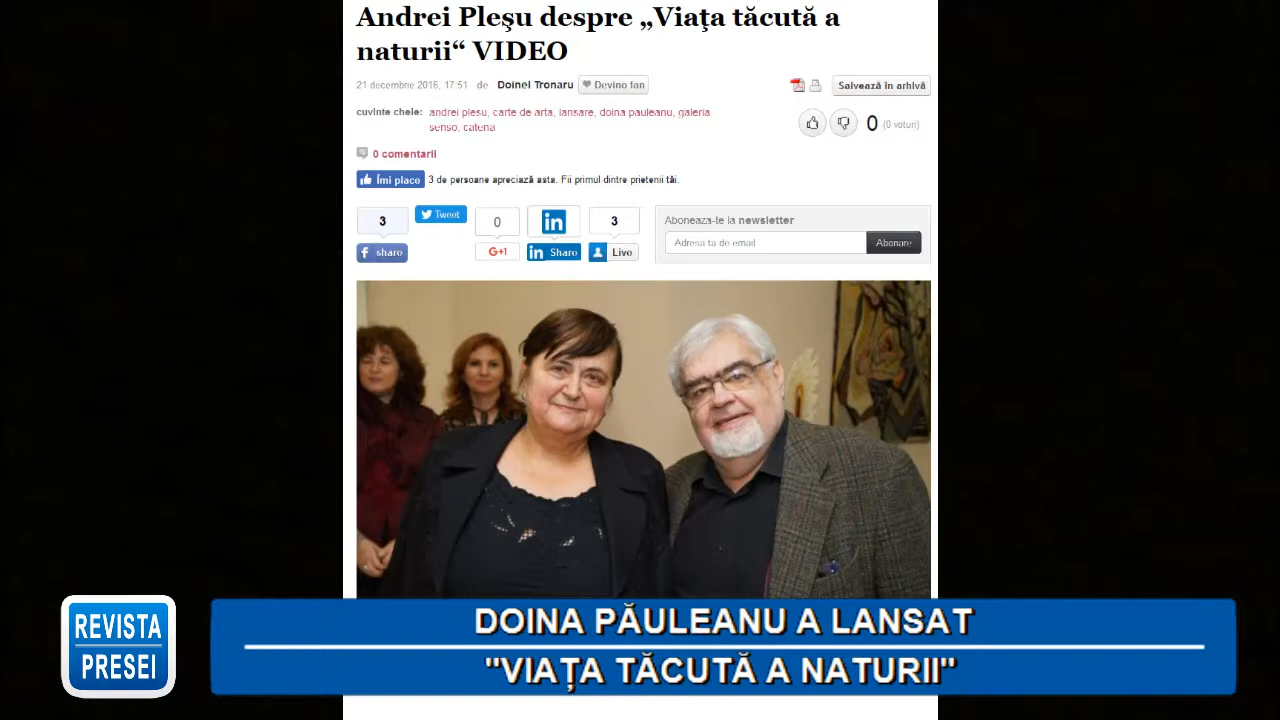 Andrei Pleşu despre „Viaţa tăcută a
naturii“ VIDEO
21 decembrie 2016, 17:51 de Doinel Tronaru Devino fan
Salvează în arhivă
cuvinte cheie: andrei plesu, carte de arta, lansare, doina pauleanu, galeria
senso, catena
0 (0 voturi)
0 comentarii
Îmi place 3 de persoane apreciază asta. Fii primul dintre prietenii tăi.
3 Tweet 0 in 3
f share G+1 in Share Live
Aboneaza-te la newsletter
Adresa ta de email Abonare
REVISTA
PRESEI
DOINA PĂULEANU A LANSAT
"VIAȚA TĂCUTĂ A NATURII"